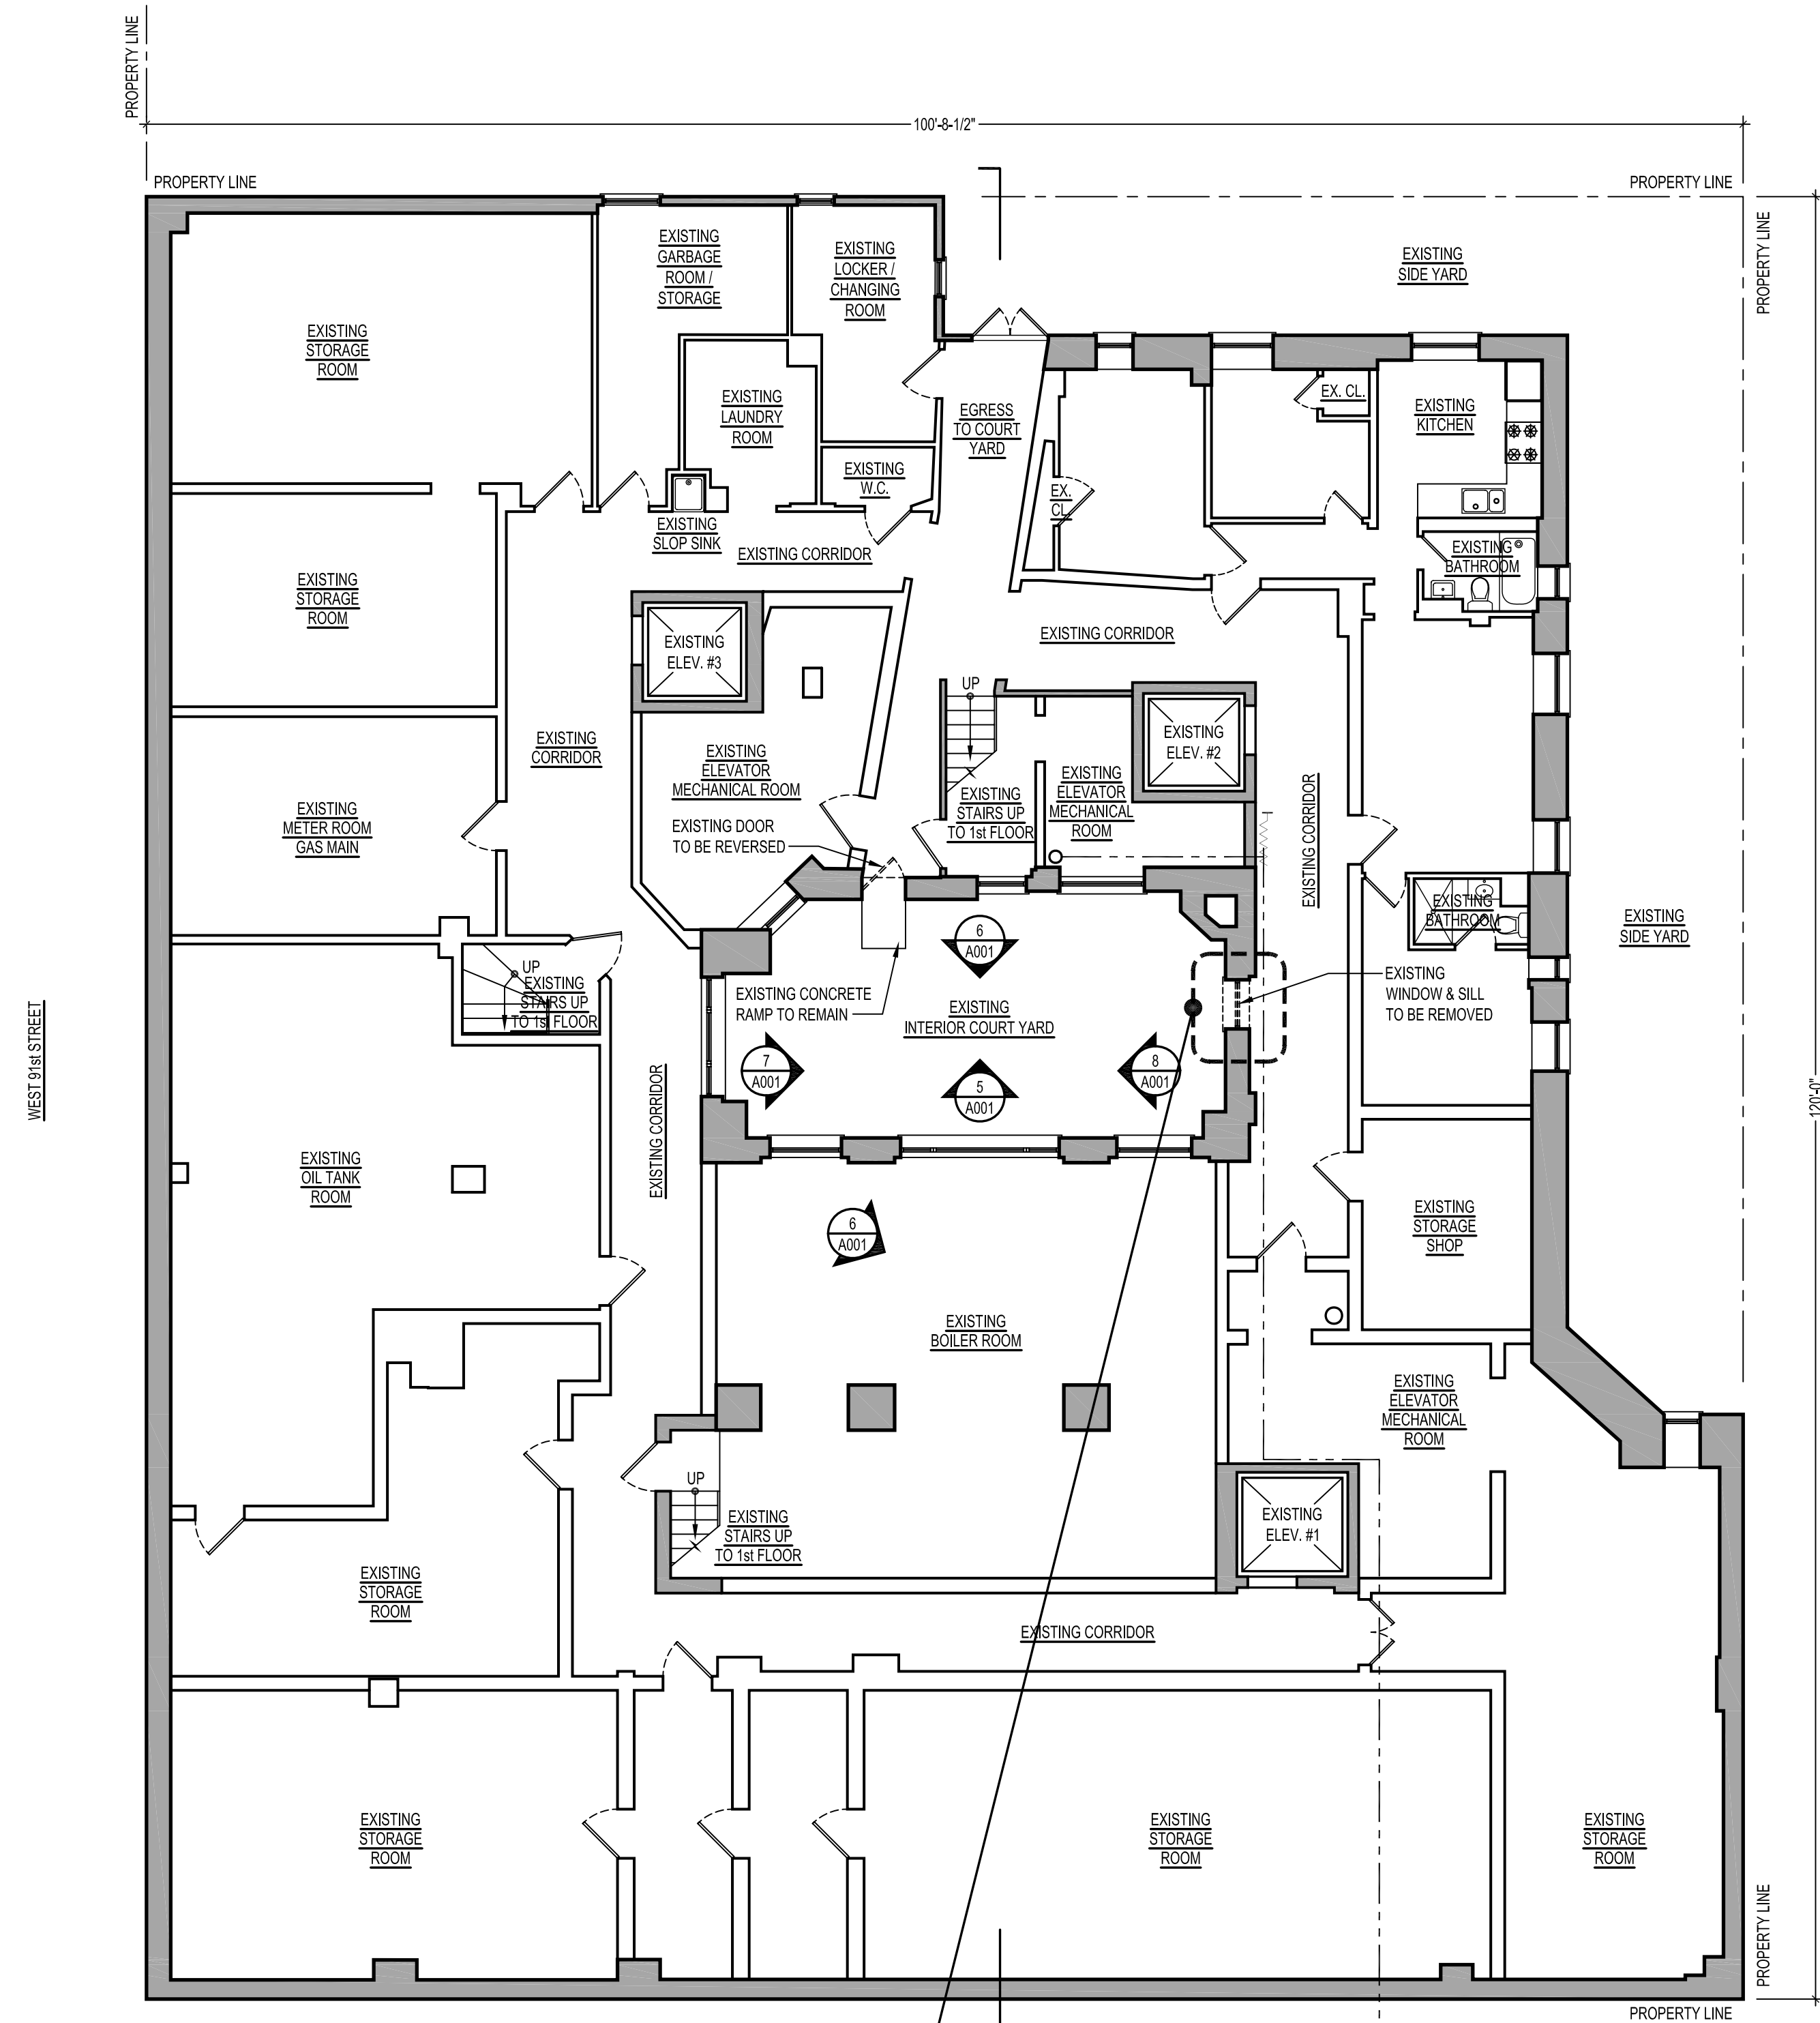 PROPERTY LINE
100'-8-1/2"
PROPERTY LINE
PROPERTY LINE
PROPERTY LINE
EXISTING
GARBAGE
ROOM /
STORAGE
EXISTING
LOCKER /
CHANGING
ROOM
EXISTING
SIDE YARD
EXISTING
STORAGE
ROOM
EXISTING
LAUNDRY
ROOM
EGRESS
TO COURT
YARD
EX. CL.
EXISTING
KITCHEN
EXISTING
W.C.
EX.
CL.
EXISTING
SLOP SINK
EXISTING CORRIDOR
EXISTING
BATHROOM
EXISTING
STORAGE
ROOM
EXISTING
ELEV. #3
EXISTING CORRIDOR
UP
EXISTING
CORRIDOR
EXISTING
ELEVATOR
MECHANICAL ROOM
EXISTING
ELEV. #2
EXISTING
STAIRS UP
TO 1st FLOOR
EXISTING
ELEVATOR
MECHANICAL
ROOM
EXISTING CORRIDOR
EXISTING
METER ROOM
GAS MAIN
EXISTING DOOR
TO BE REVERSED
EXISTING
BATHROOM
EXISTING
SIDE YARD
6
A001
UP
EXISTING
STAIRS UP
TO 1st FLOOR
EXISTING CONCRETE
RAMP TO REMAIN
EXISTING
INTERIOR COURT YARD
EXISTING
WINDOW & SILL
TO BE REMOVED
WEST 91st STREET
7
A001
5
A001
8
A001
120'-0"
EXISTING CORRIDOR
EXISTING
OIL TANK
ROOM
6
A001
EXISTING
STORAGE
SHOP
EXISTING
BOILER ROOM
EXISTING
ELEVATOR
MECHANICAL
ROOM
UP
EXISTING
STAIRS UP
TO 1st FLOOR
EXISTING
ELEV. #1
EXISTING
STORAGE
ROOM
EXISTING CORRIDOR
EXISTING
STORAGE
ROOM
EXISTING
STORAGE
ROOM
EXISTING
STORAGE
ROOM
PROPERTY LINE
PROPERTY LINE